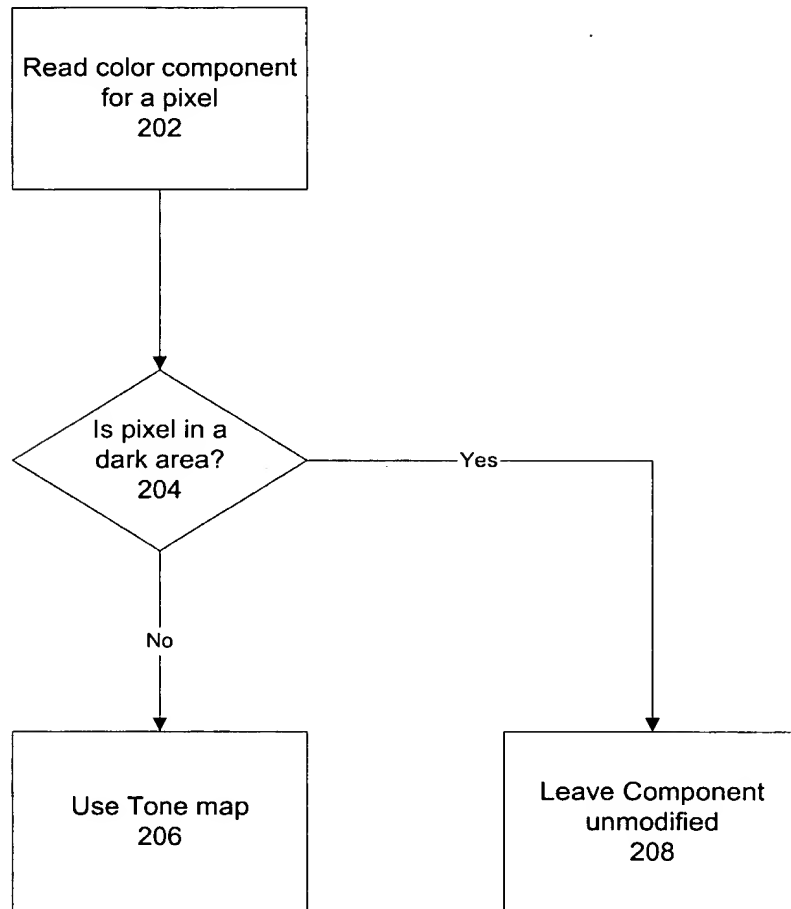 Read color component
for a pixel
202
Is pixel in a
dark area?
204
Yes
No
Use Tone map
206
Leave Component
unmodified
208